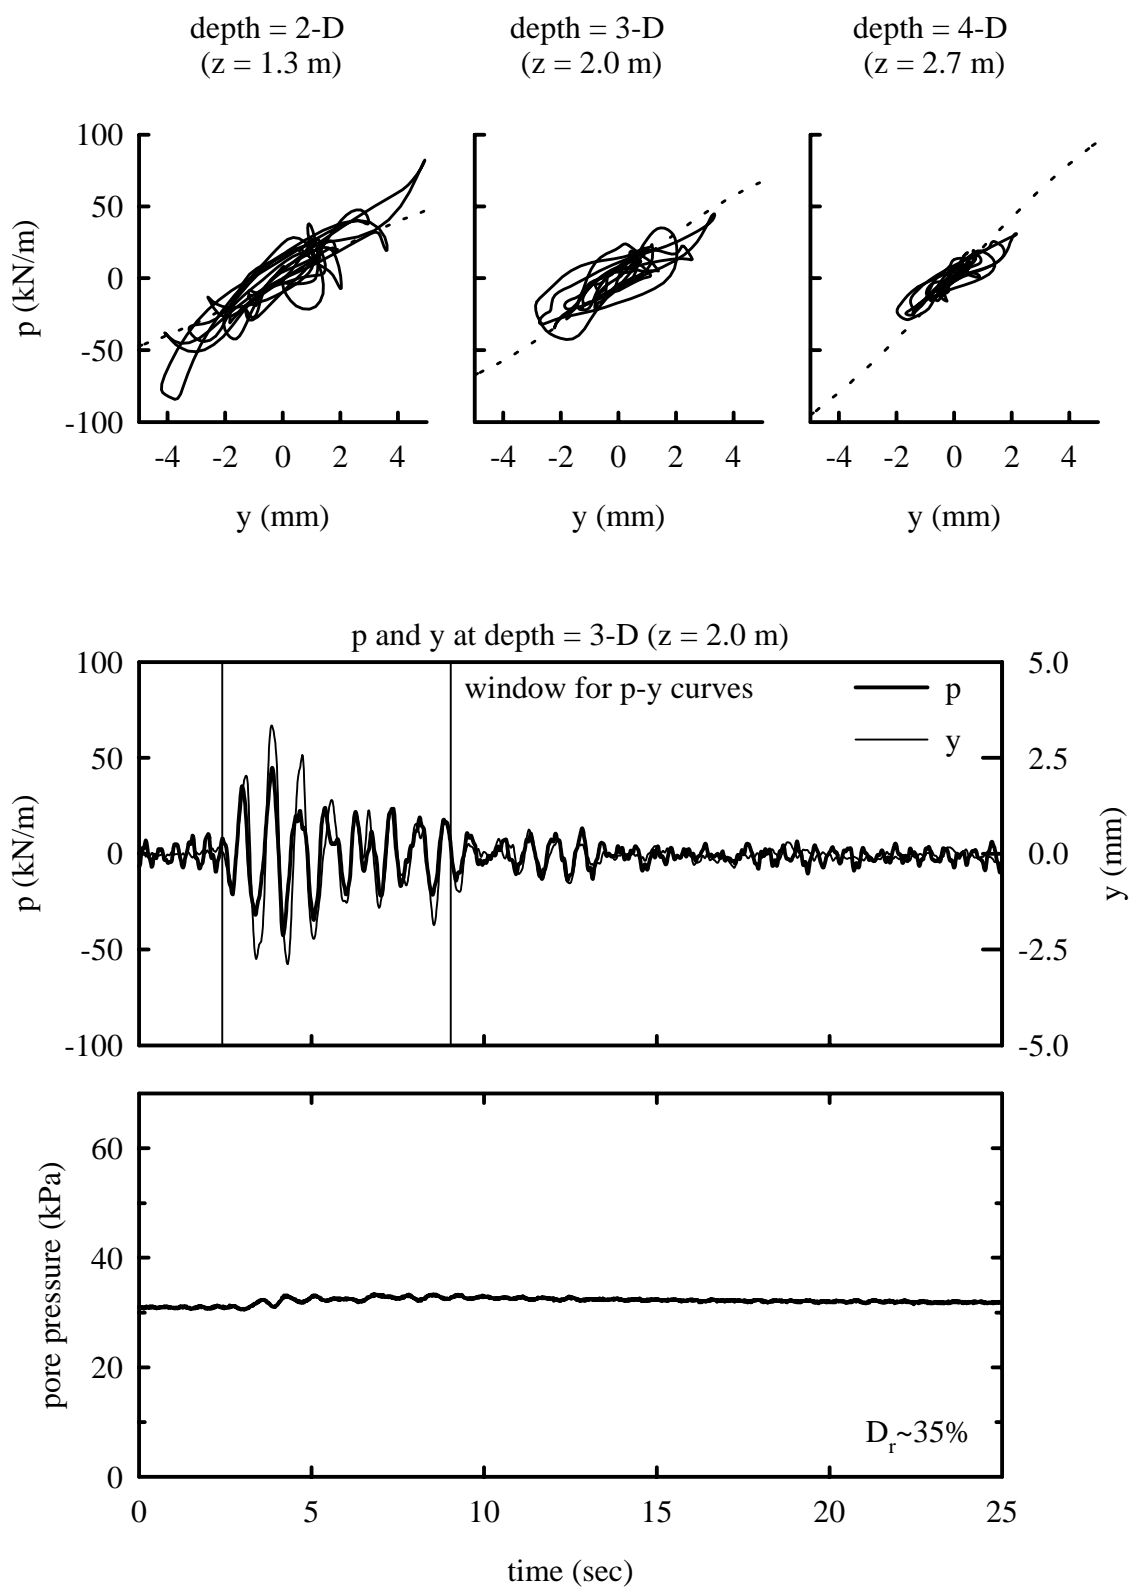 depth = 2-D depth = 3-D depth = 4-D
(z = 1.3 m) (z = 2.0 m) (z = 2.7 m)
100
50
0
-50
-100
p (kN/m)
-4 -2 0 2 4 -4 -2 0 2 4 -4 -2 0 2 4
y (mm) y (mm) y (mm)
p and y at depth = 3-D (z = 2.0 m)
100 5.0
window for p-y curves p
y
50 2.5
0 0.0
-50 -2.5
-100 -5.0
p (kN/m)
y (mm)
60
40
20
0
pore pressure (kPa)
Dr~35%
0 5 10 15 20 25
time (sec)